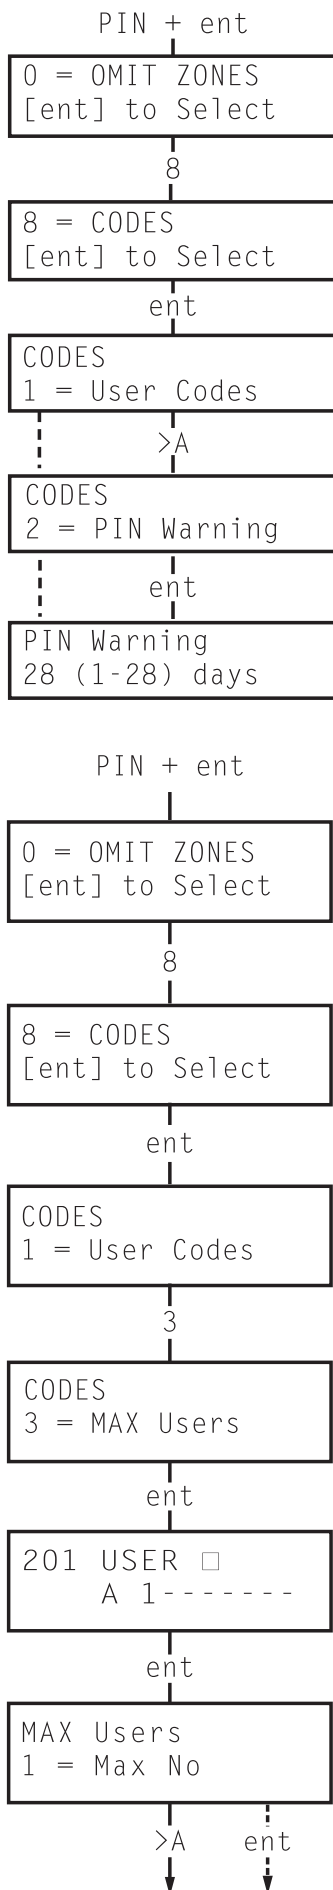 PIN + ent
0 = OMIT ZONES
[ent] to Select
8
8 = CODES
[ent] to Select
ent
CODES
1 = User Codes
>A
CODES
2 = PIN Warning
ent
PIN Warning
28 (1-28) days
PIN + ent
0 = OMIT ZONES
[ent] to Select
8
8 = CODES
[ent] to Select
ent
CODES
1 = User Codes
3
CODES
3 = MAX Users
ent
201 USER □
A 1-------
ent
MAX Users
1 = Max No
>A ent